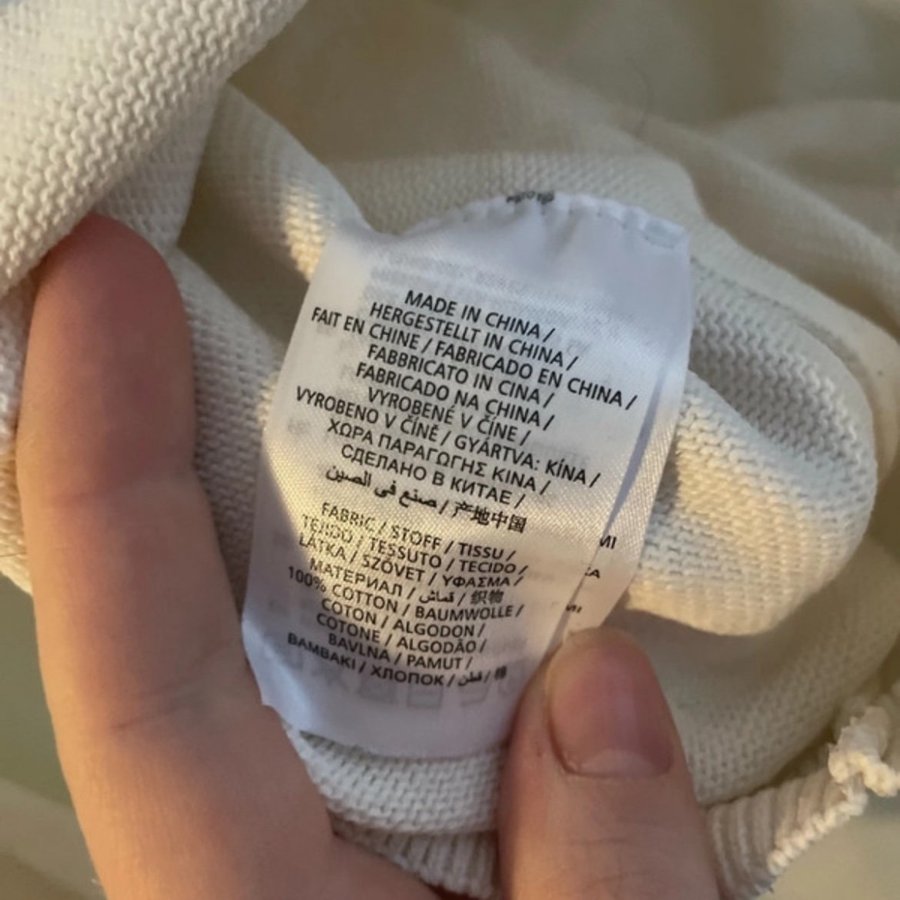 MADE IN CHINA /
HERGESTELLT IN CHINA /
FAIT EN CHINE / FABRICADO EN CHINA /
FABBRICATO IN CINA /
FABRICADO NA CHINA /
VYROBENÉ V ČÍNE /
VYROBENO V ČÍNĚ / GYÁRTVA: KÍNA /
ΧΩΡΑ ΠΑΡΑΓΩΓΗΣ ΚΙΝΑ /
СДЕЛАНО В КИТАЕ /
صنع في الصين / 产地中国
FABRIC / STOFF / TISSU /
TEJIDO / TESSUTO / TECIDO /
LÁTKA / SZÖVET / ΥΦΑΣΜΑ /
МАТЕРИАЛ / قماش / 织物
100% COTTON / BAUMWOLLE /
COTON / ALGODON /
COTONE / ALGODÃO /
BAVLNA / PAMUT /
ΒΑΜΒΑΚΙ / ХЛОПОК / قطن / 棉